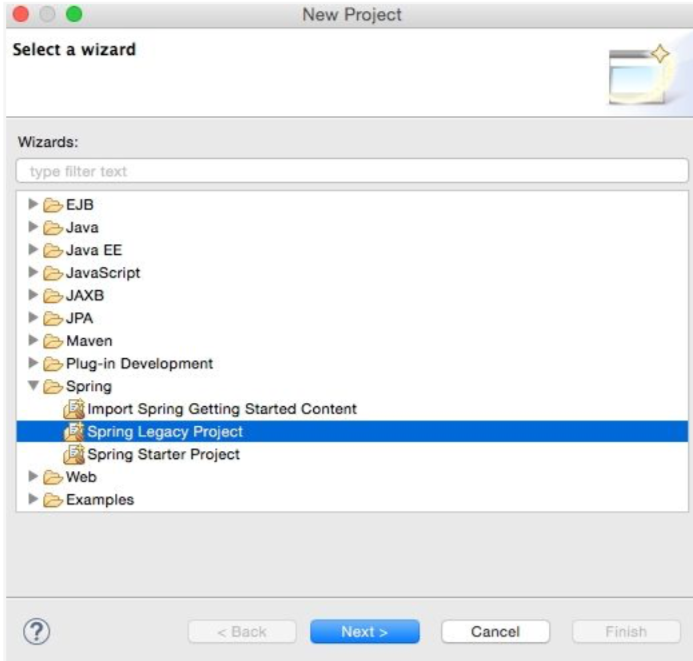 New Project
Select a wizard
Wizards:
type filter text
EJB
Java
Java EE
JavaScript
JAXB
JPA
Maven
Plug-in Development
Spring
Import Spring Getting Started Content
Spring Legacy Project
Spring Starter Project
Web
Examples
? < Back Next > Cancel Finish